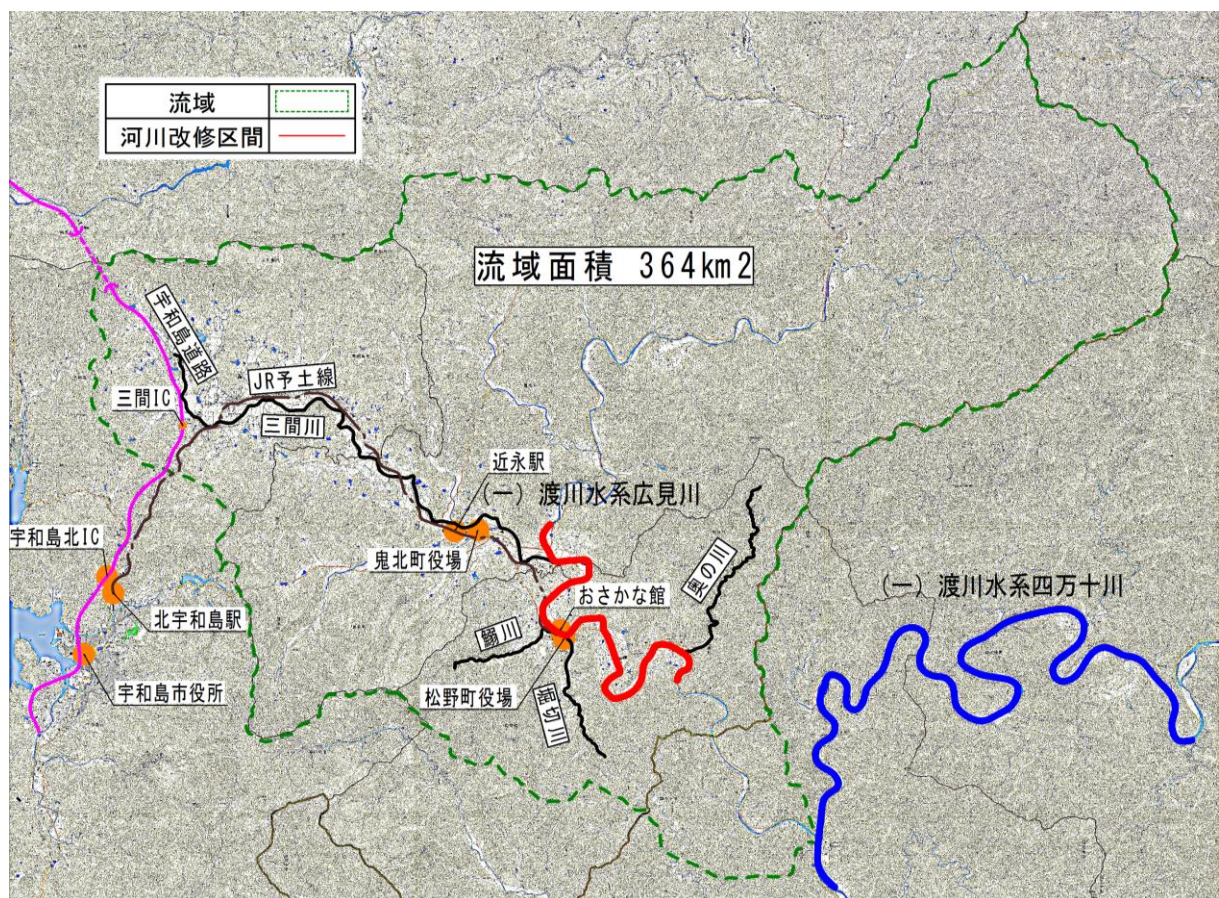 流域
河川改修区間
流域面積 364km2
宇和島道路
三間IC
JR予土線
三間川
近永駅
(一)渡川水系広見川
宇和島北IC
鬼北町役場
奥の三
おさかな館
(一)渡川水系四万十川
北宇和島駅
鰯川
宇和島市役所
松野町役場
堀切川